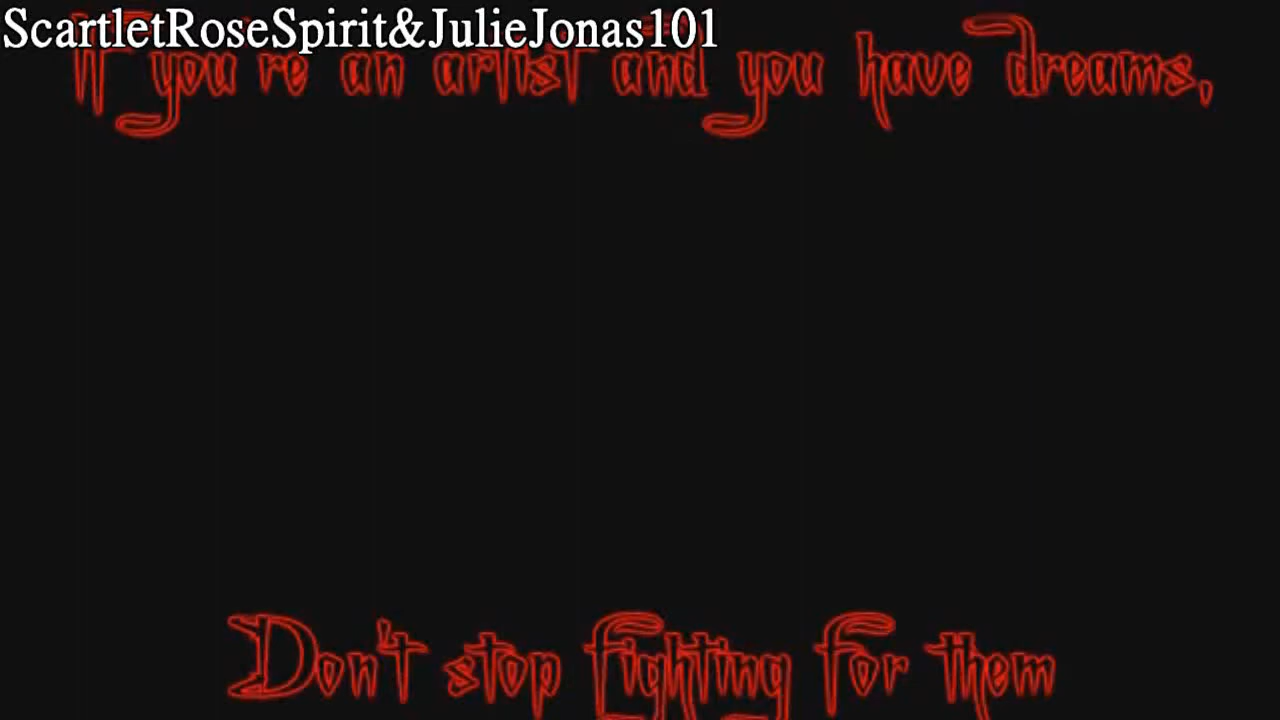 ScartletRoseSpirit&JulieJonas101
If you're an artist and you have dreams,
Don't stop fighting for them